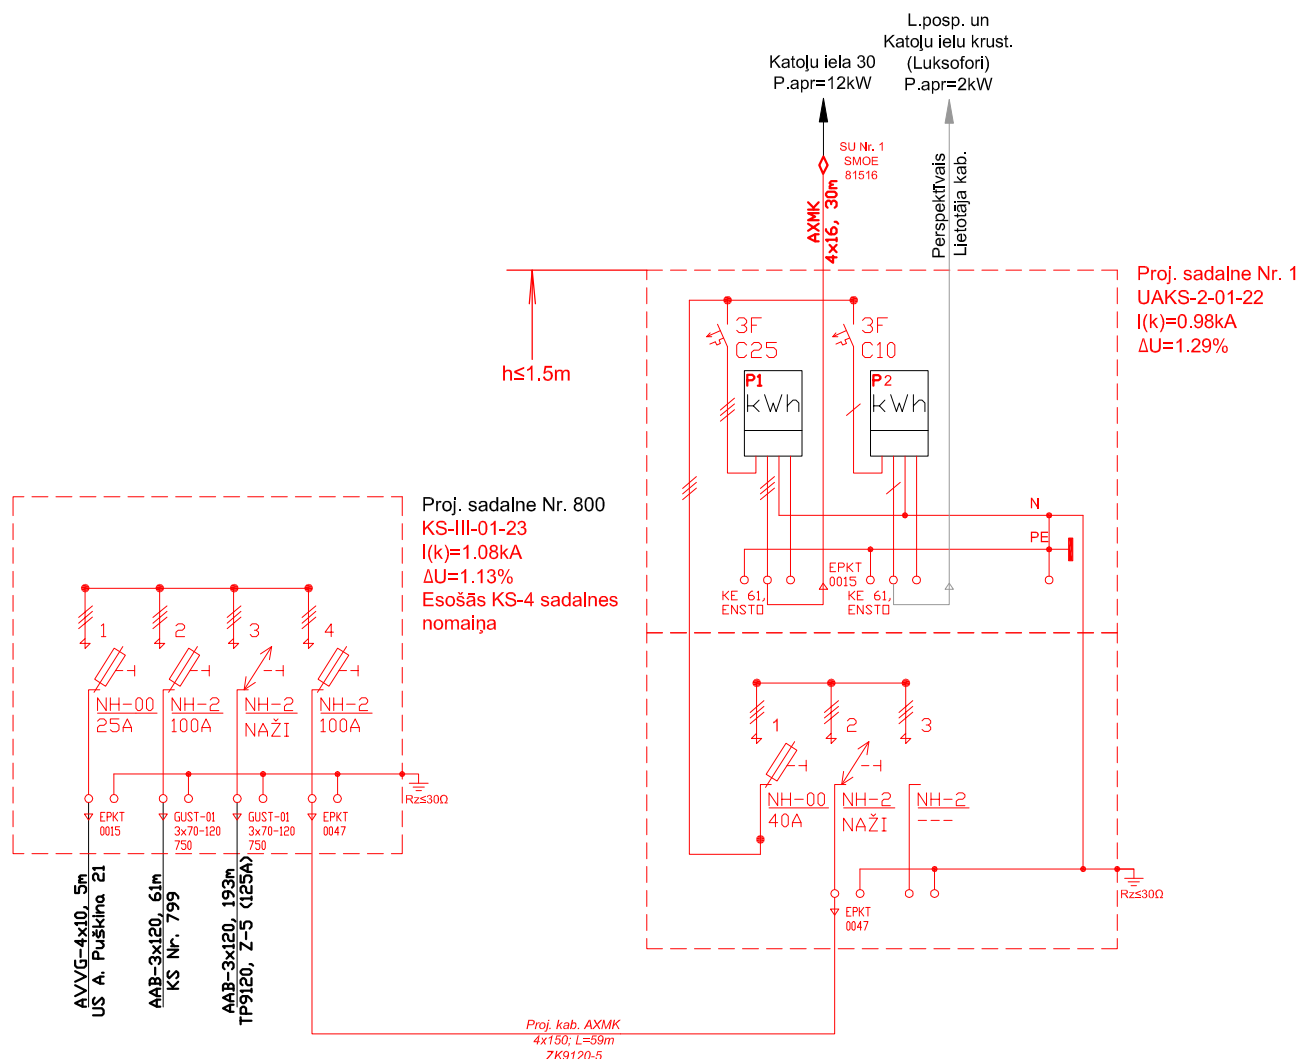 L.posp. un
Katoļu ielu krust.
(Luksofori)
P.apr=2kW
Katoļu iela 30
P.apr=12kW
SU Nr. 1
SMOE
81516
AXMK
4x16, 30m
Perspektīvais
Lietotāja kab.
Proj. sadalne Nr. 1
UAKS-2-01-22
I(k)=0.98kA
ΔU=1.29%
h≤1.5m
3F
C25
3F
C10
P1
kWh
P2
kWh
N
PE
EPKT
0015
KE 61,
ENSTO
KE 61,
ENSTO
Proj. sadalne Nr. 800
KS-III-01-23
I(k)=1.08kA
ΔU=1.13%
Esošās KS-4 sadalnes
nomaiņa
1
2
3
4
NH-00
25A
NH-2
100A
NH-2
NAŽI
NH-2
100A
Rz≤30Ω
EPKT
0015
GUST-01
3x70-120
750
GUST-01
3x70-120
750
EPKT
0047
AVVG-4x10, 5m
US A. Puškina 21
AAB-3x120, 61m
KS Nr. 799
AAB-3x120, 193m
TP9120, Z-5 (125A)
1
2
3
NH-00
40A
NH-2
NAŽI
NH-2
---
Rz≤30Ω
EPKT
0047
Proj. kab. AXMK
4x150; L=59m
ZK9120-5